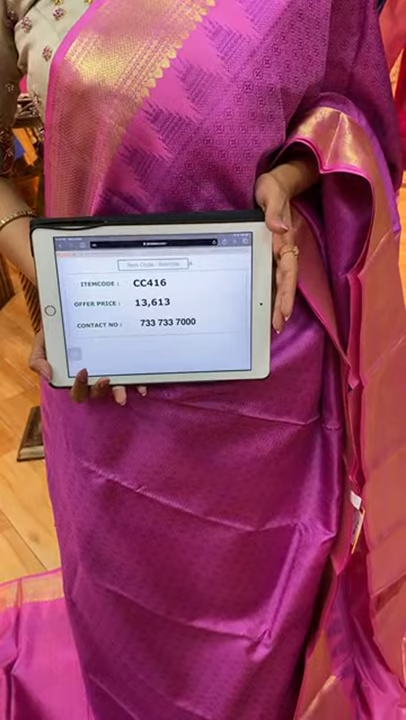 ITEMCODE : CC416
OFFER PRICE : 13,613
CONTACT NO : 733 733 7000